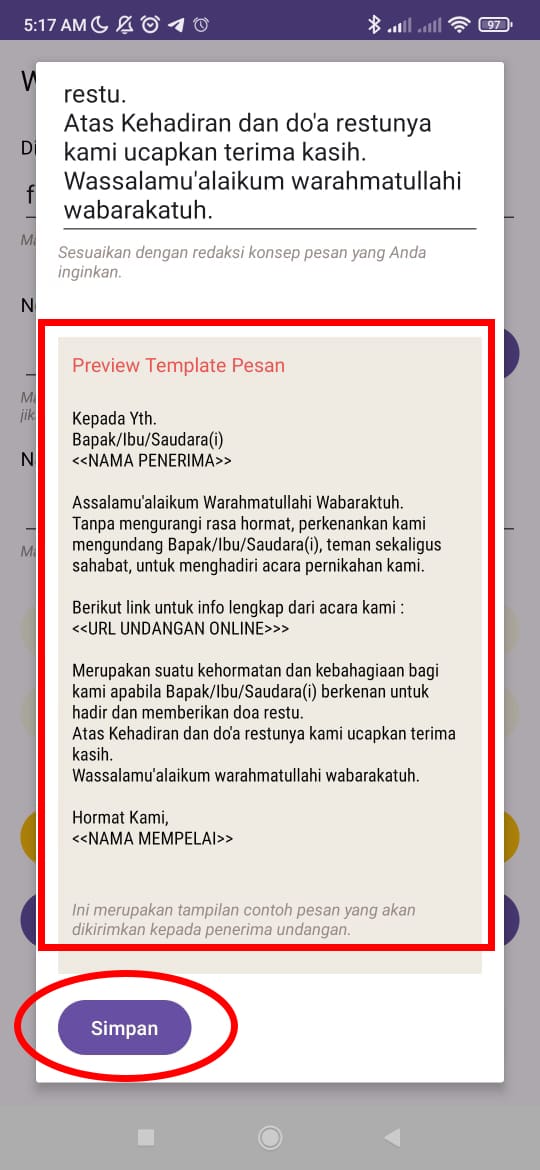 5:17 AM
97
W
restu.
Atas Kehadiran dan do'a restunya
Di
kami ucapkan terima kasih.
Wassalamu'alaikum warahmatullahi
f
wabarakatuh.
Ma
Sesuaikan dengan redaksi konsep pesan yang Anda
inginkan.
N
Preview Template Pesan
Ma
jik
Kepada Yth.
Bapak/Ibu/Saudara(i)
N
<<NAMA PENERIMA>>
Assalamu'alaikum Warahmatullahi Wabaraktuh.
Tanpa mengurangi rasa hormat, perkenankan kami
Ma
mengundang Bapak/Ibu/Saudara(i), teman sekaligus
sahabat, untuk menghadiri acara pernikahan kami.
Berikut link untuk info lengkap dari acara kami :
<<URL UNDANGAN ONLINE>>>
Merupakan suatu kehormatan dan kebahagiaan bagi
kami apabila Bapak/Ibu/Saudara(i) berkenan untuk
hadir dan memberikan doa restu.
Atas Kehadiran dan do'a restunya kami ucapkan terima
kasih.
Wassalamu'alaikum warahmatullahi wabarakatuh.
Hormat Kami,
<<NAMA MEMPELAI>>
Ini merupakan tampilan contoh pesan yang akan
dikirimkan kepada penerima undangan.
Simpan